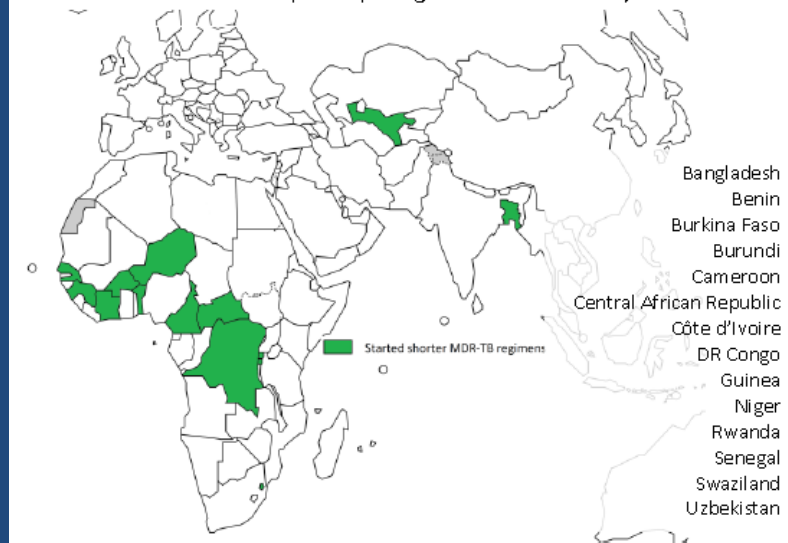 Started shorter MDR-TB regimens
Bangladesh
Benin
Burkina Faso
Burundi
Cameroon
Central African Republic
Côte d'Ivoire
DR Congo
Guinea
Niger
Rwanda
Senegal
Swaziland
Uzbekistan